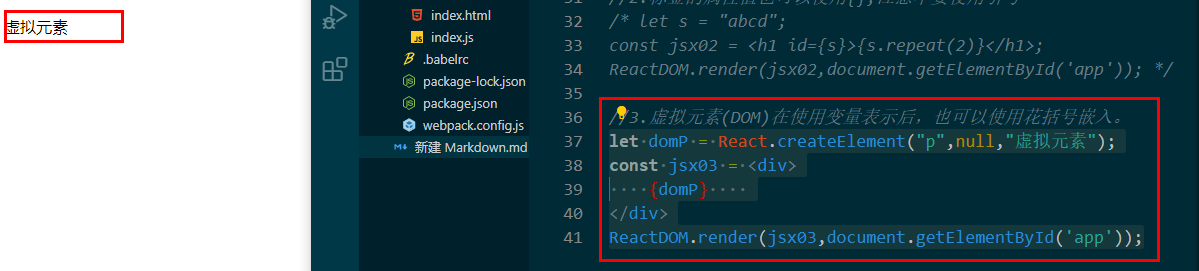 虚拟元素
index.html
index.js
.babelrc
package-lock.json
package.json
webpack.config.js
新建 Markdown.md
31
32 /* let s = "abcd";
33 const jsx02 = <h1 id={s}>{s.repeat(2)}</h1>;
34 ReactDOM.render(jsx02,document.getElementById('app')); */
35
36 //3.虚拟元素(DOM)在使用变量表示后，也可以使用花括号嵌入。
37 let domP = React.createElement("p",null,"虚拟元素");
38 const jsx03 = <div>
39 {domP}
40 </div>
41 ReactDOM.render(jsx03,document.getElementById('app'));